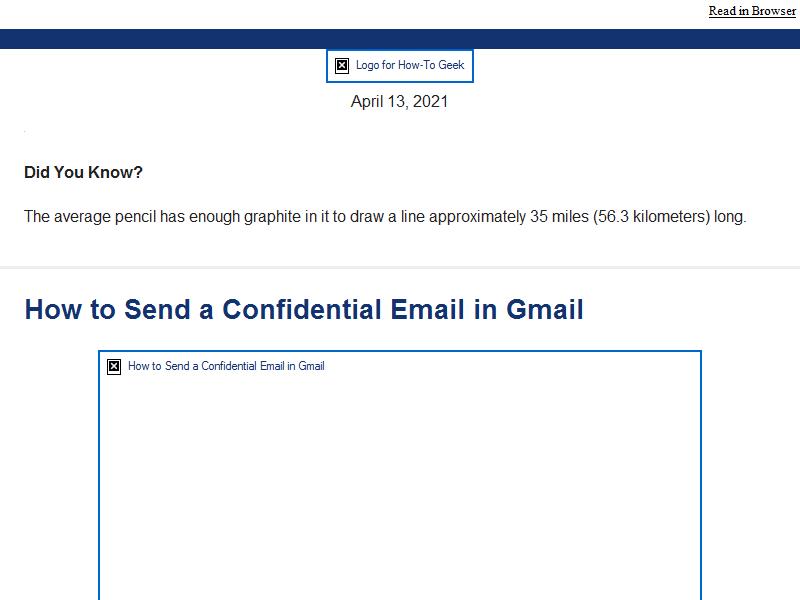 Read in Browser
Logo for How-To Geek
April 13, 2021
Did You Know?
The average pencil has enough graphite in it to draw a line approximately 35 miles (56.3 kilometers) long.
How to Send a Confidential Email in Gmail
How to Send a Confidential Email in Gmail